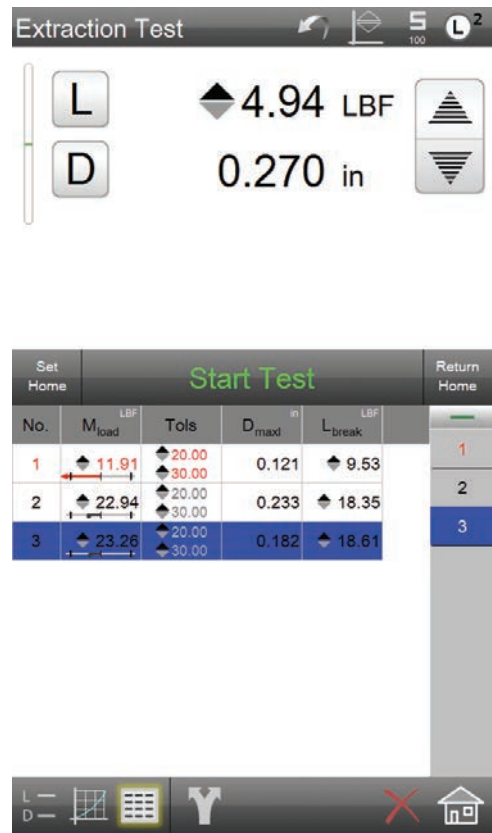 Extraction Test 5 100 L 2
L 4.94 LBF
D 0.270 in
Set Home Start Test Return Home
No. Mload LBF Tols Dmaxl in Lbreak LBF
1 11.91 20.00 30.00 0.121 9.53 1
2 22.94 20.00 30.00 0.233 18.35 2
3 23.26 20.00 30.00 0.182 18.61 3
L
D